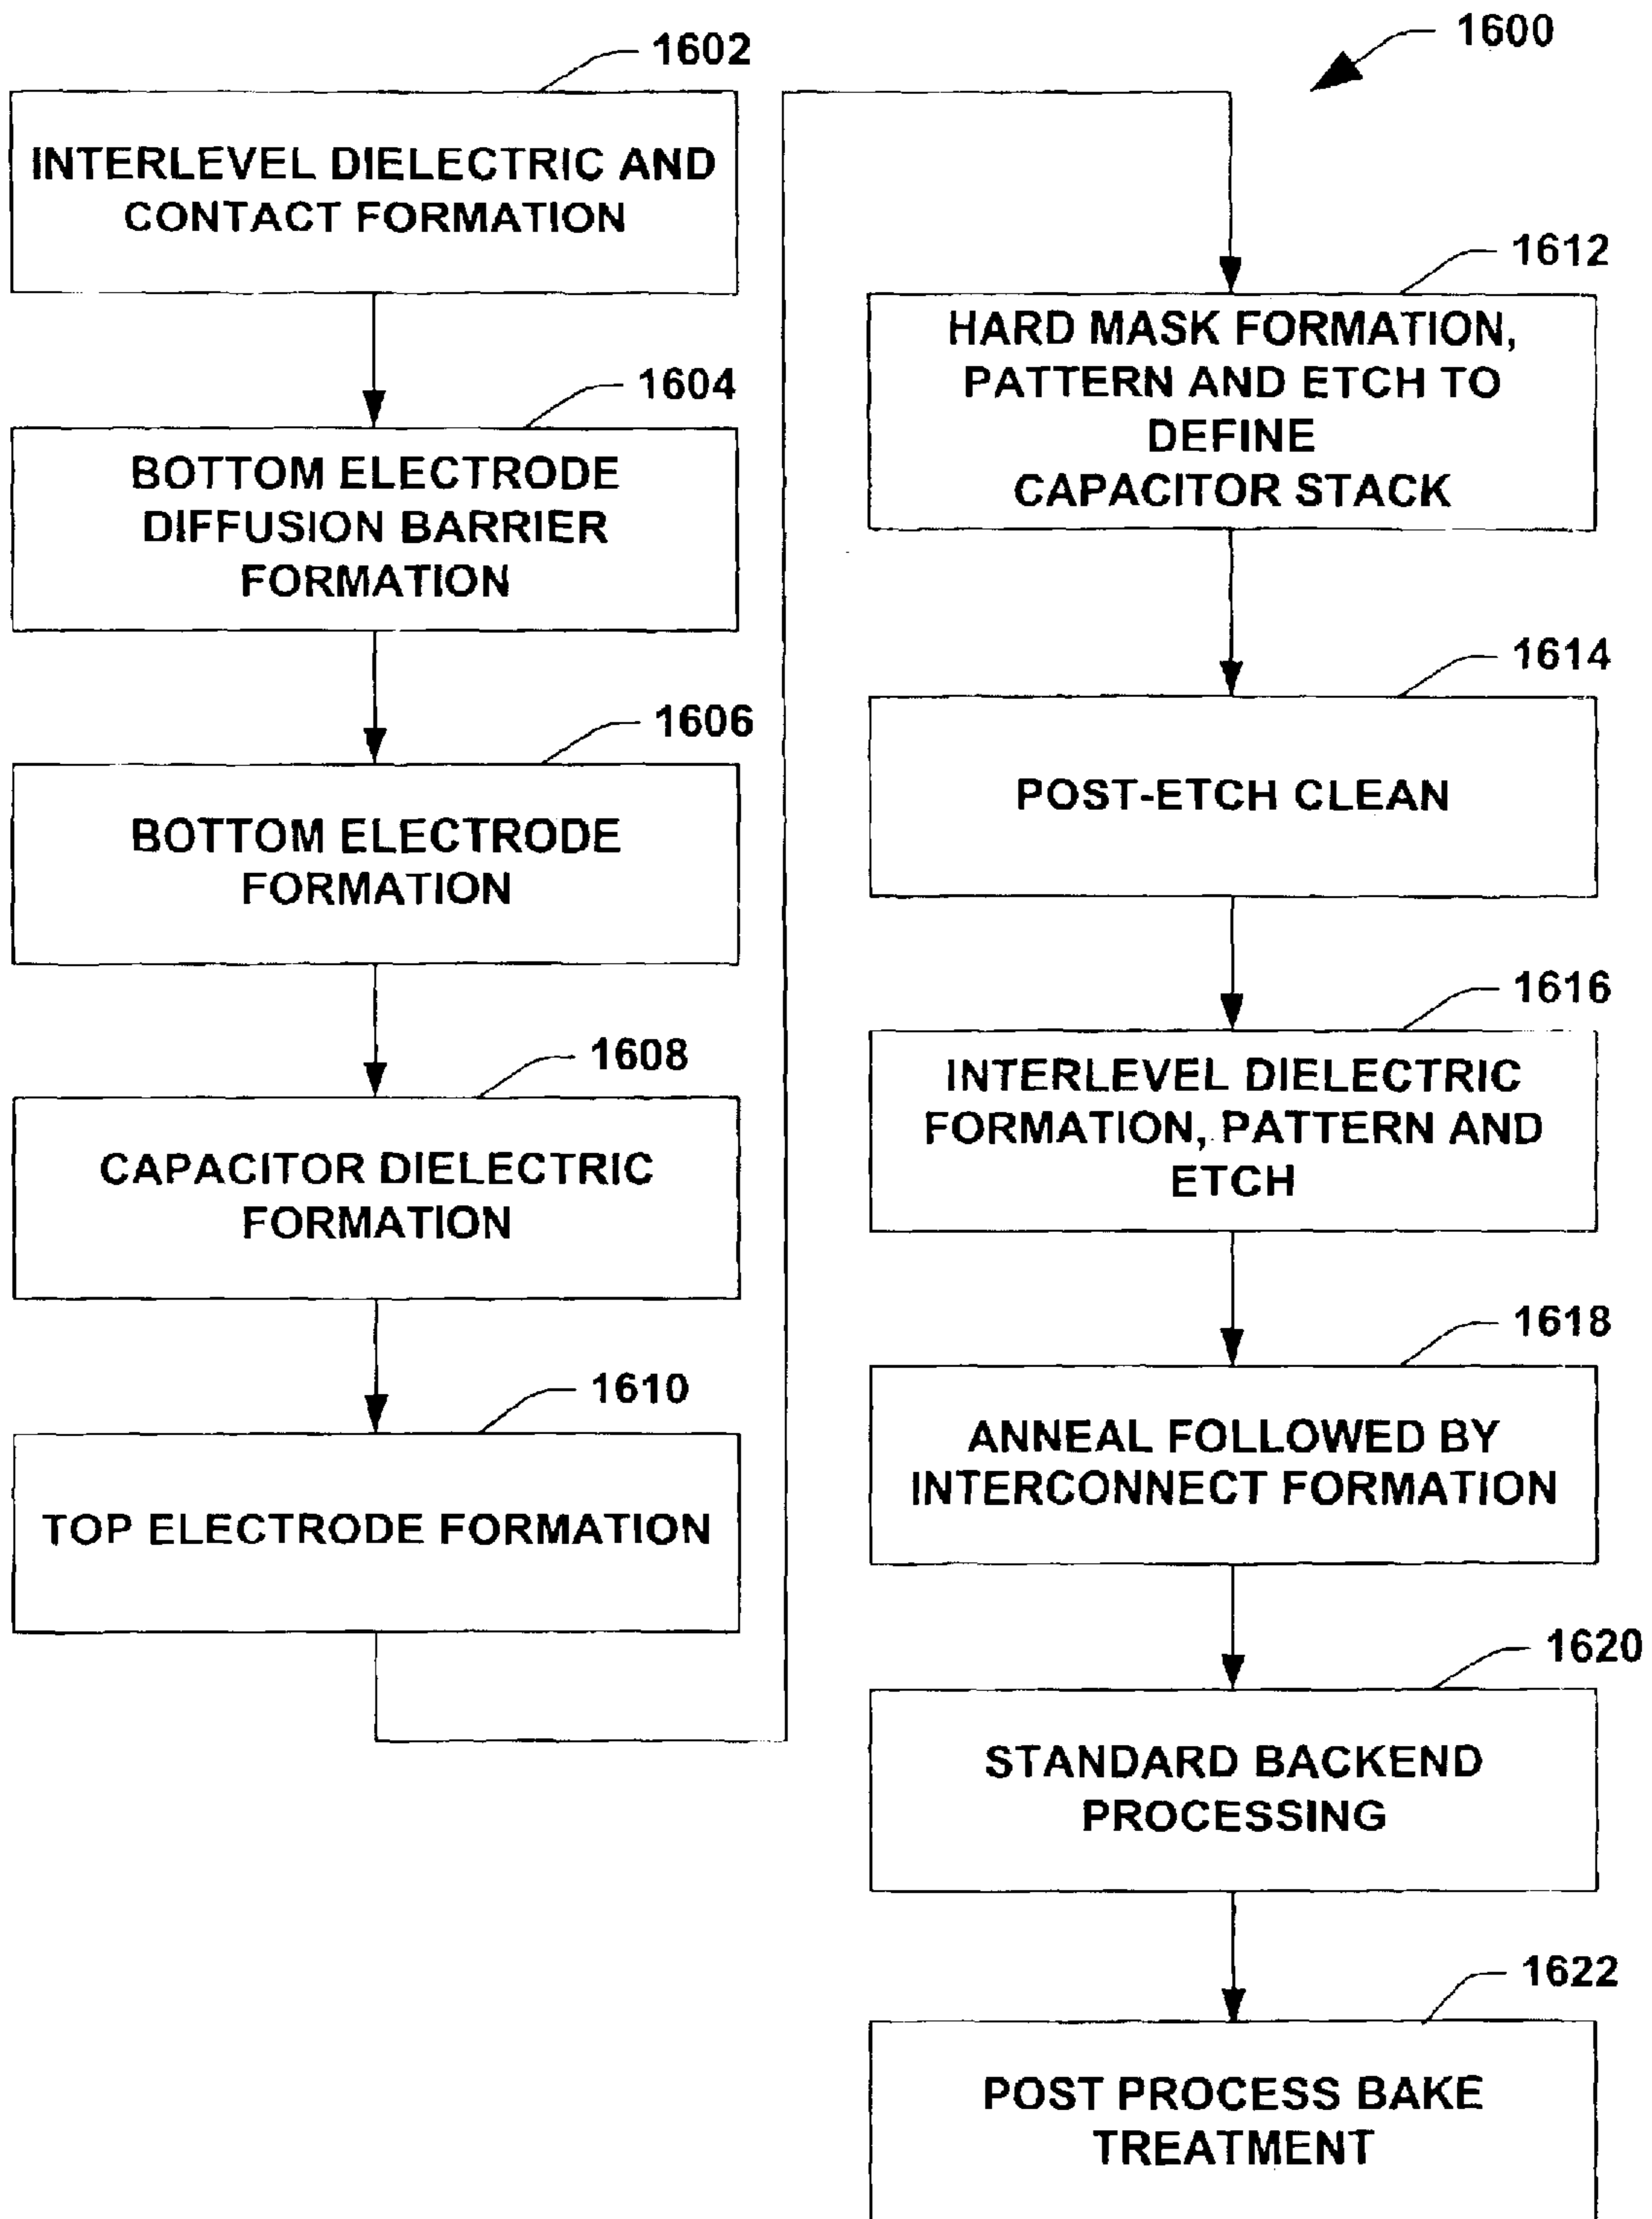 1600
1602
INTERLEVEL DIELECTRIC AND
CONTACT FORMATION
1604
BOTTOM ELECTRODE
DIFFUSION BARRIER
FORMATION
1606
BOTTOM ELECTRODE
FORMATION
1608
CAPACITOR DIELECTRIC
FORMATION
1610
TOP ELECTRODE FORMATION
1612
HARD MASK FORMATION,
PATTERN AND ETCH TO
DEFINE
CAPACITOR STACK
1614
POST-ETCH CLEAN
1616
INTERLEVEL DIELECTRIC
FORMATION, PATTERN AND
ETCH
1618
ANNEAL FOLLOWED BY
INTERCONNECT FORMATION
1620
STANDARD BACKEND
PROCESSING
1622
POST PROCESS BAKE
TREATMENT